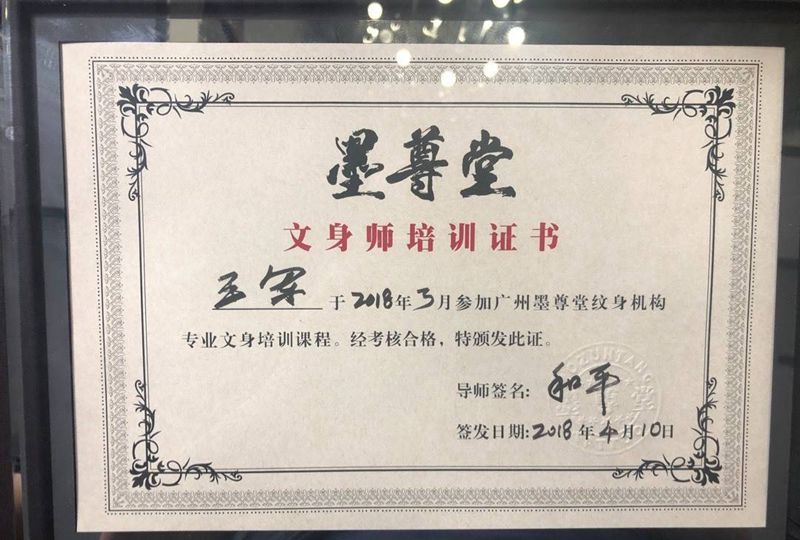 墨尊堂
文身师培训证书
王军 于2018年3月参加广州墨尊堂纹身机构
专业文身培训课程。经考核合格，特颁发此证。
导师签名: 和平
签发日期:2018年4月10日